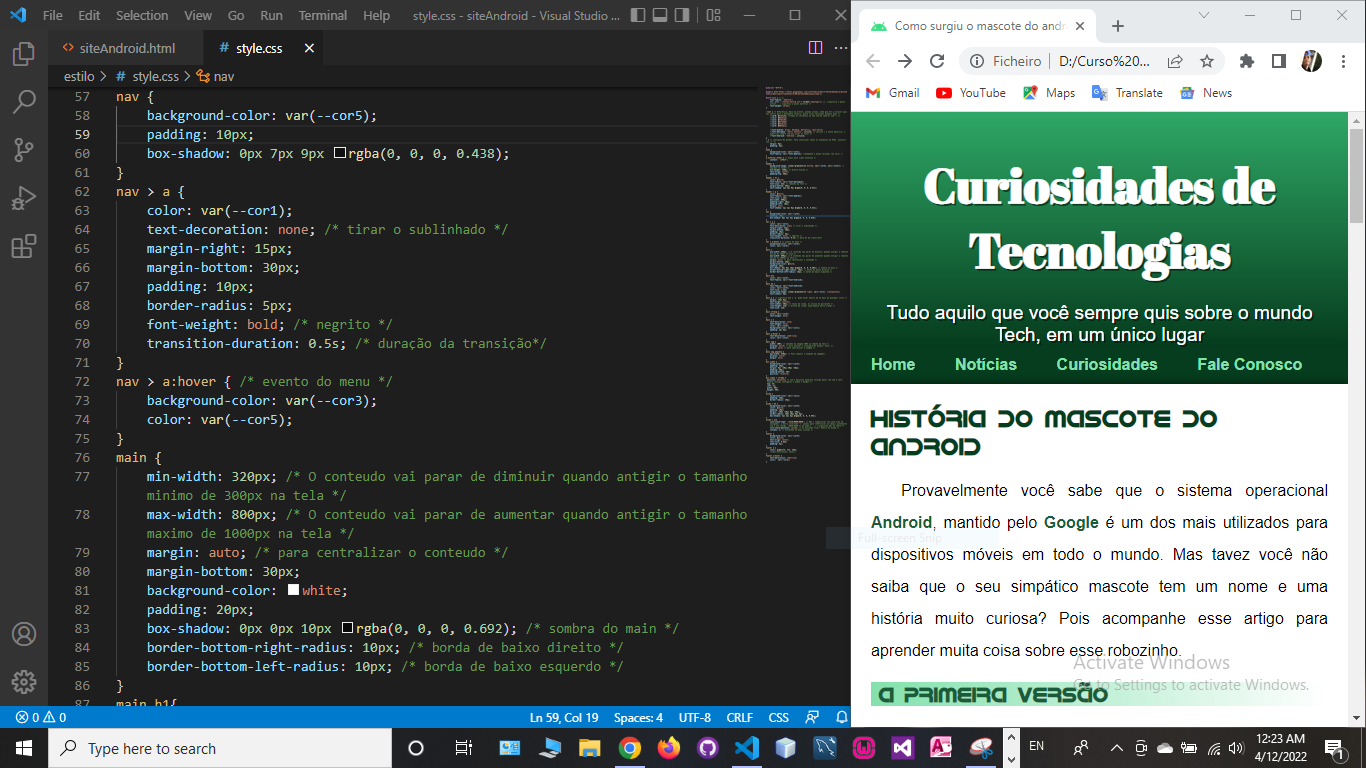 File Edit Selection View Go Run Terminal Help style.css - siteAndroid - Visual Studio ...
siteAndroid.html
style.css
estilo > style.css > nav
57 nav {
58 background-color: var(--cor5);
59 padding: 10px;
60 box-shadow: 0px 7px 9px rgba(0, 0, 0, 0.438);
61 }
62 nav > a {
63 color: var(--cor1);
64 text-decoration: none; /* tirar o sublinhado */
65 margin-right: 15px;
66 margin-bottom: 30px;
67 padding: 10px;
68 border-radius: 5px;
69 font-weight: bold; /* negrito */
70 transition-duration: 0.5s; /* duração da transição*/
71 }
72 nav > a:hover { /* evento do menu */
73 background-color: var(--cor3);
74 color: var(--cor5);
75 }
76 main {
77 min-width: 320px; /* O conteudo vai parar de diminuir quando antigir o tamanho
minimo de 300px na tela */
78 max-width: 800px; /* O conteudo vai parar de aumentar quando antigir o tamanho
maximo de 1000px na tela */
79 margin: auto; /* para centralizar o conteudo */
80 margin-bottom: 30px;
81 background-color: white;
82 padding: 20px;
83 box-shadow: 0px 0px 10px rgba(0, 0, 0, 0.692); /* sombra do main */
84 border-bottom-right-radius: 10px; /* borda de baixo direito */
85 border-bottom-left-radius: 10px; /* borda de baixo esquerdo */
86 }
87 main h1{
0 0 Ln 59, Col 19 Spaces: 4 UTF-8 CRLF CSS
Como surgiu o mascote do andr
Ficheiro D:/Curso%20...
Gmail YouTube Maps Translate News
Curiosidades de
Tecnologias
Tudo aquilo que você sempre quis sobre o mundo
Tech, em um único lugar
Home Notícias Curiosidades Fale Conosco
História do mascote do
Android
Provavelmente você sabe que o sistema operacional
Android, mantido pelo Google é um dos mais utilizados para
dispositivos móveis em todo o mundo. Mas tavez você não
saiba que o seu simpático mascote tem um nome e uma
história muito curiosa? Pois acompanhe esse artigo para
aprender muita coisa sobre esse robozinho.
A primeira versão
Full-screen Snip
Activate Windows
Go to Settings to activate Windows.
Type here to search
EN
12:23 AM
4/12/2022
1